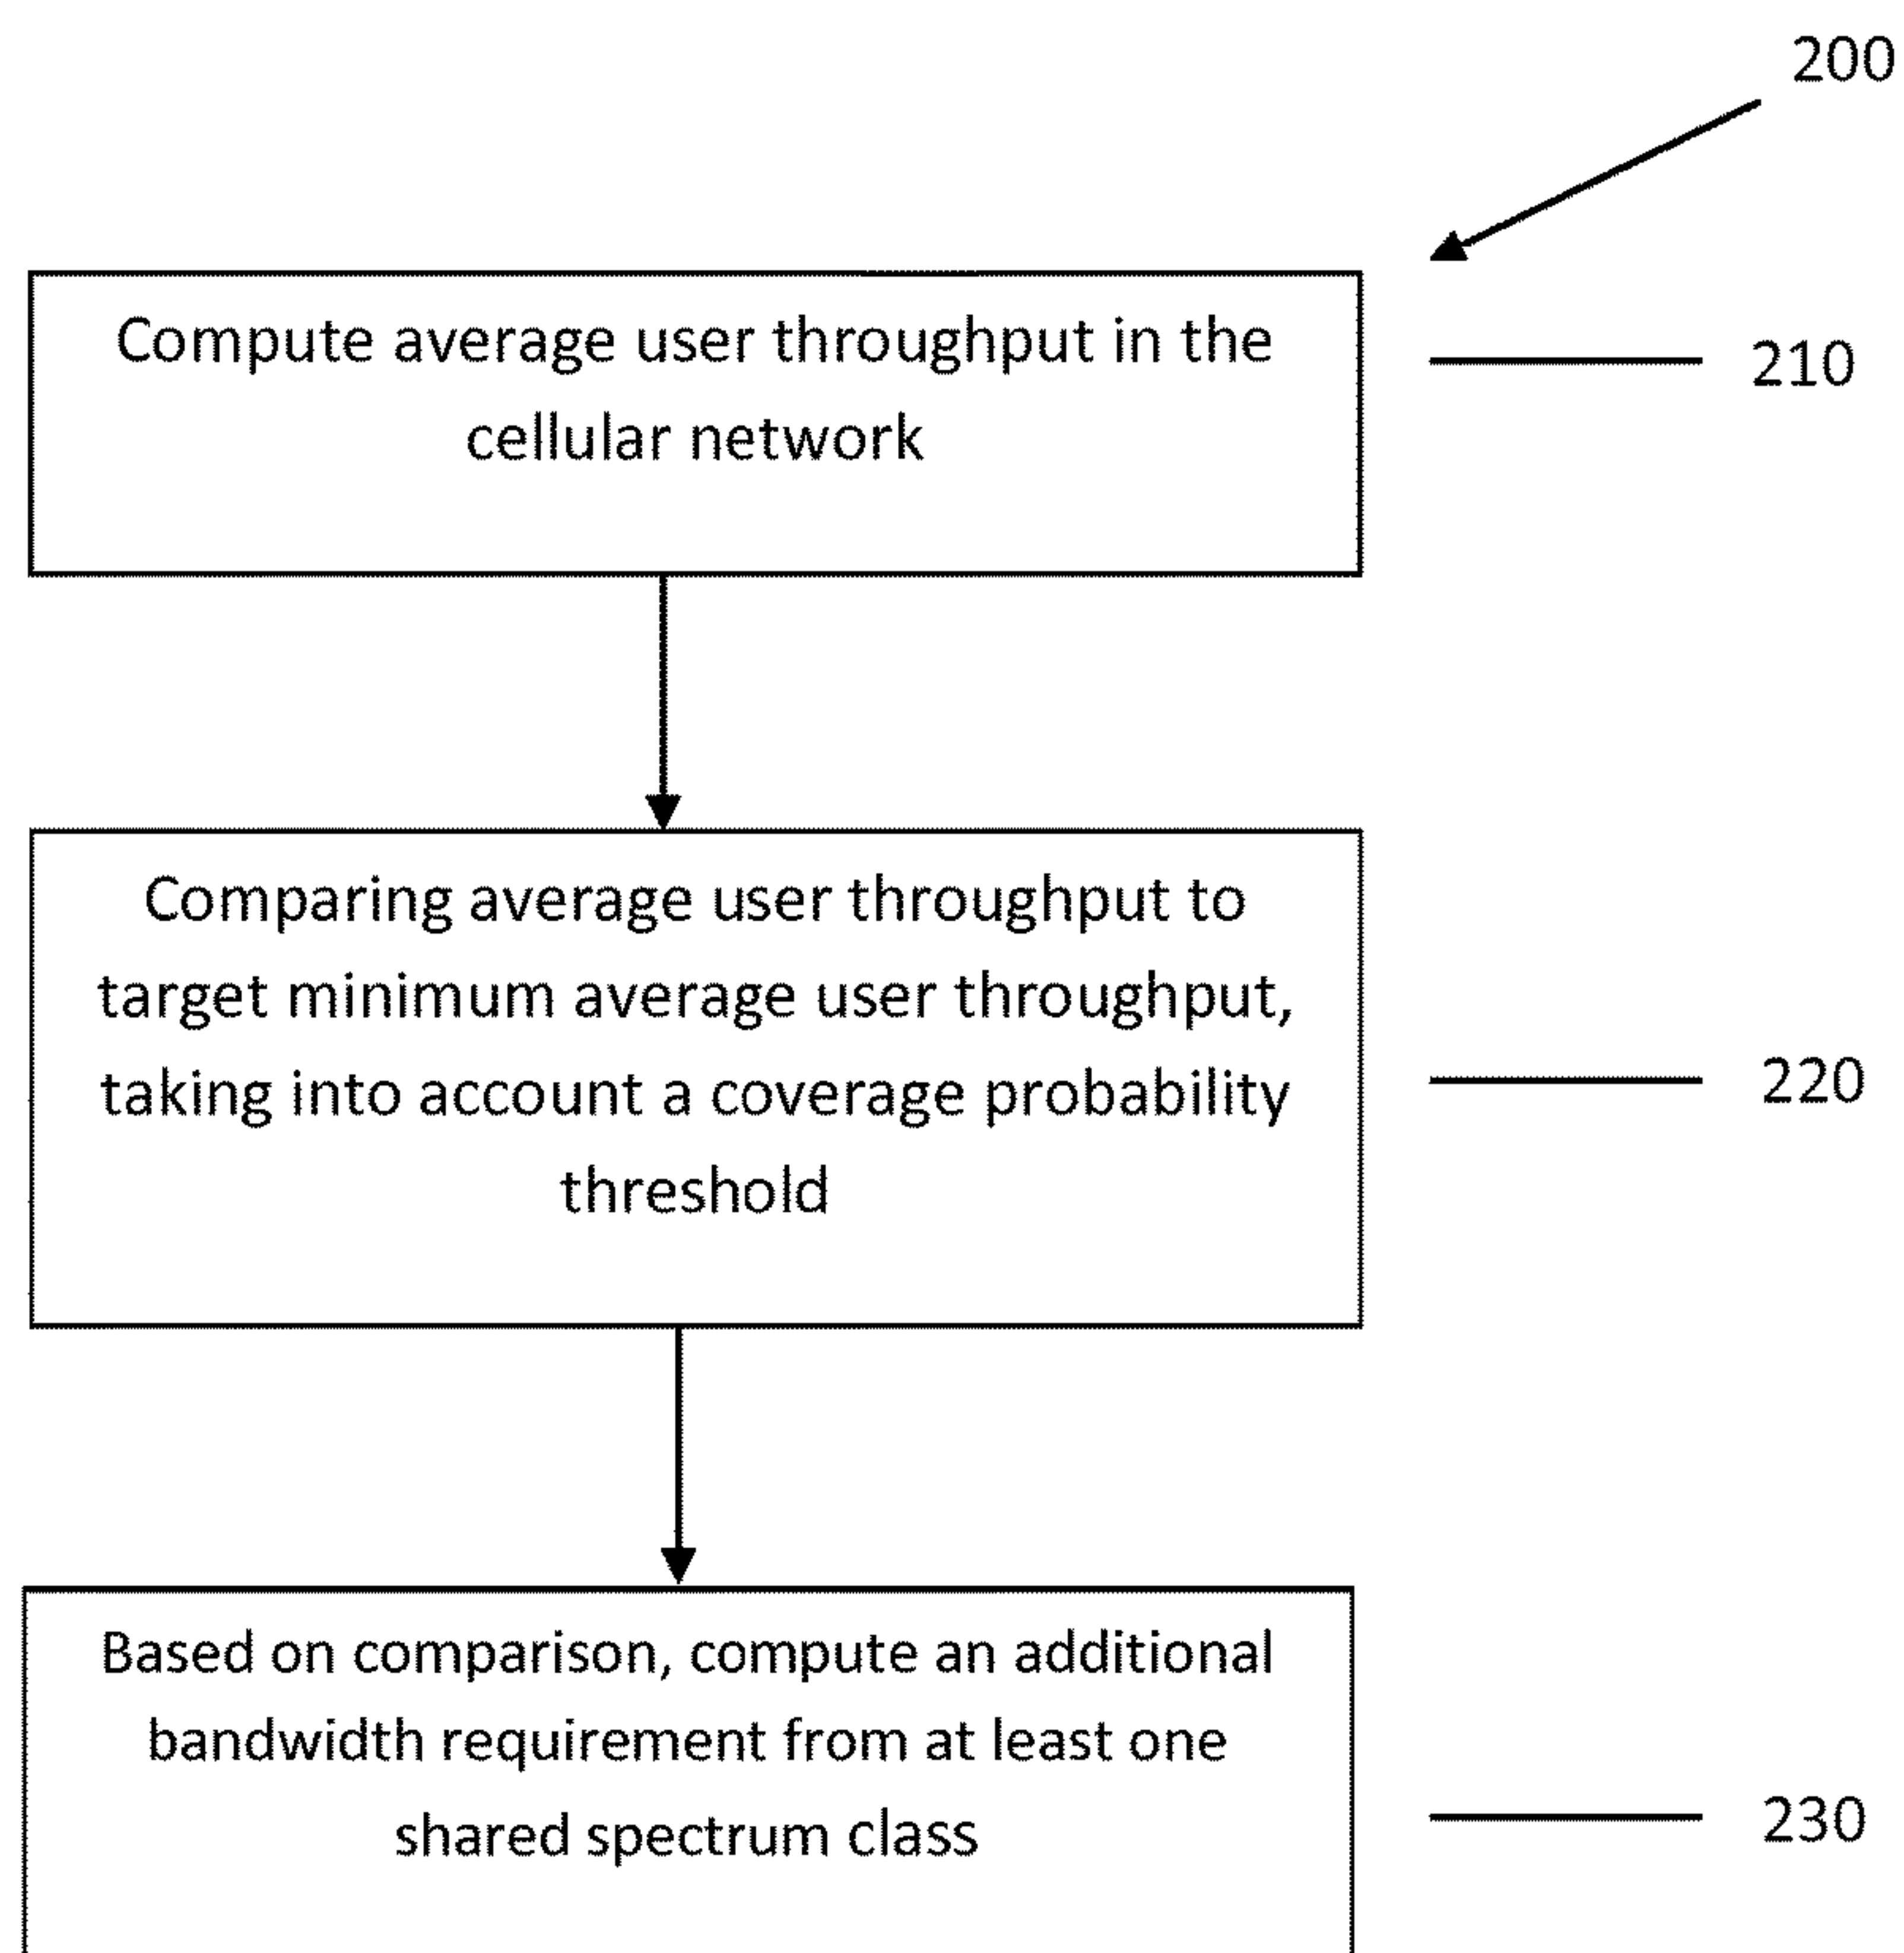 200
Compute average user throughput in the
cellular network
210
Comparing average user throughput to
target minimum average user throughput,
taking into account a coverage probability
threshold
220
Based on comparison, compute an additional
bandwidth requirement from at least one
shared spectrum class
230